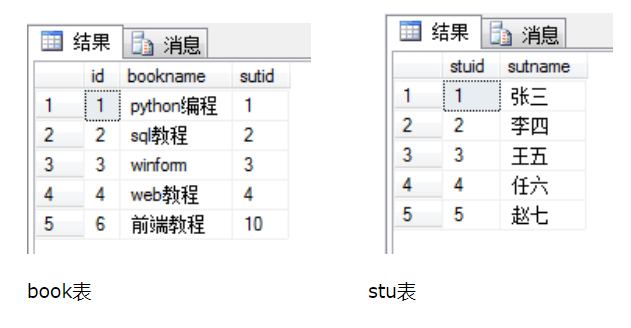 结果 消息
id bookname sutid
1 1 python编程 1
2 2 sql教程 2
3 3 winform 3
4 4 web教程 4
5 6 前端教程 10
book表
结果 消息
stuid sutname
1 1 张三
2 2 李四
3 3 王五
4 4 任六
5 5 赵七
stu表